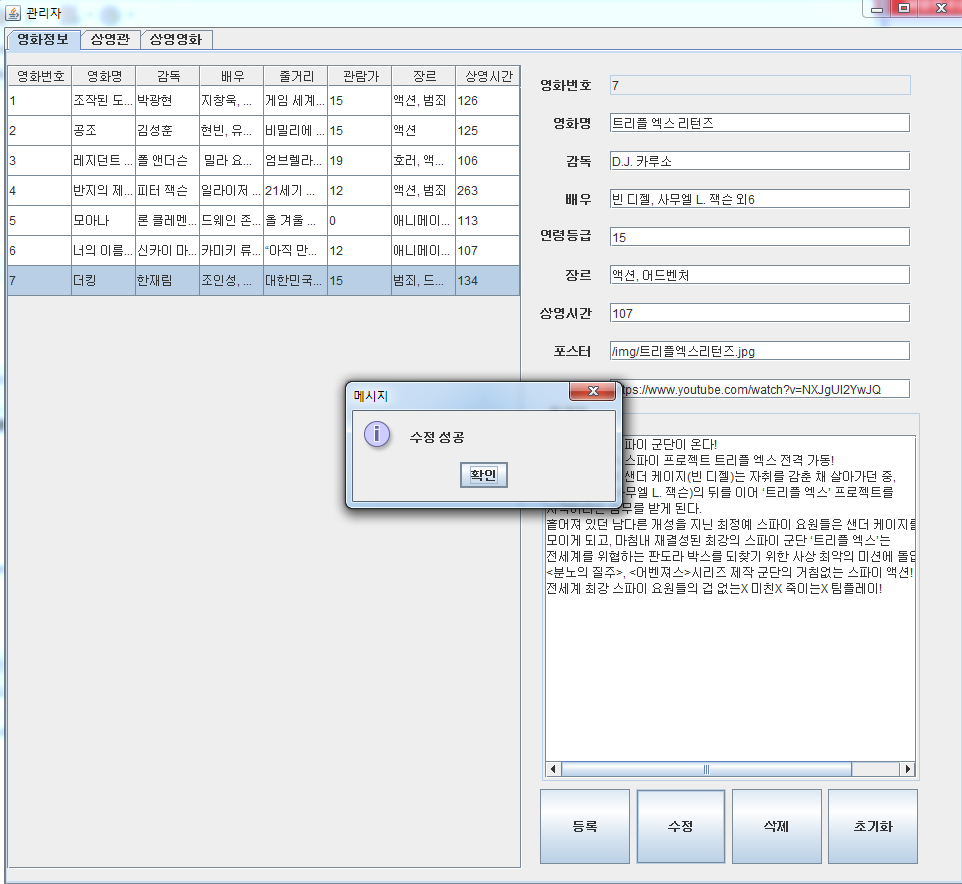 관리자
영화정보 상영관 상영영화
영화번호 영화명 감독 배우 줄거리 관람가 장르 상영시간
1 조작된 도... 박광현 지창욱, ... 게임 세계... 15 액션, 범죄 126
2 공조 김성훈 현빈, 유... 비밀리에 ... 15 액션 125
3 레지던트 ... 폴 앤더슨 밀라 요... 엄브렐라... 19 호러, 액... 106
4 반지의 제... 피터 잭슨 일라이저 ... 21세기 ... 12 액션, 범죄 263
5 모아나 론 클레멘... 드웨인 존... 올 겨울 ... 0 애니메이... 113
6 너의 이름... 신카이 마... 카미키 류... “아직 만... 12 애니메이... 107
7 더킹 한재림 조인성, ... 대한민국... 15 범죄, 드... 134
영화번호 7
영화명 트리플 엑스 리턴즈
감독 D.J. 카루소
배우 빈 디젤, 사무엘 L. 잭슨 외6
연령등급 15
장르 액션, 어드벤쳐
상영시간 107
포스터 /img/트리플엑스리턴즈.jpg
tps://www.youtube.com/watch?v=NXJgUI2YwJQ
메시지
수정 성공
확인
파이 군단이 온다!
스파이 프로젝트 트리플 엑스 전격 가동!
샌더 케이지(빈 디젤)는 자취를 감춘 채 살아가던 중,
무엘 L. 잭슨)의 뒤를 이어 ‘트리플 엑스’ 프로젝트를
받게 된다.
흩어져 있던 남다른 개성을 지닌 최정예 스파이 요원들은 샌더 케이지를
모이게 되고, 마침내 재결성된 최강의 스파이 군단 ‘트리플 엑스’는
전세계를 위협하는 판도라 박스를 되찾기 위한 사상 최악의 미션에 돌입
<분노의 질주>, <어벤져스>시리즈 제작 군단의 거침없는 스파이 액션!
전세계 최강 스파이 요원들의 겁 없는X 미친X 죽이는X 팀플레이!
등록 수정 삭제 초기화